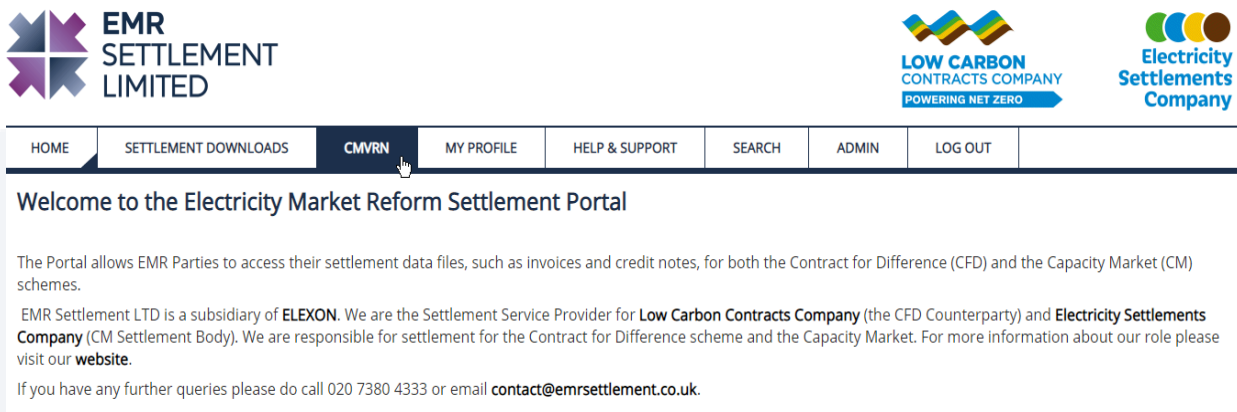 EMR
SETTLEMENT
LIMITED
LOW CARBON
CONTRACTS COMPANY
POWERING NET ZERO
Electricity
Settlements
Company
HOME SETTLEMENT DOWNLOADS CMVRN MY PROFILE HELP & SUPPORT SEARCH ADMIN LOG OUT
Welcome to the Electricity Market Reform Settlement Portal
The Portal allows EMR Parties to access their settlement data files, such as invoices and credit notes, for both the Contract for Difference (CFD) and the Capacity Market (CM)
schemes.
EMR Settlement LTD is a subsidiary of ELEXON. We are the Settlement Service Provider for Low Carbon Contracts Company (the CFD Counterparty) and Electricity Settlements
Company (CM Settlement Body). We are responsible for settlement for the Contract for Difference scheme and the Capacity Market. For more information about our role please
visit our website.
If you have any further queries please do call 020 7380 4333 or email contact@emrsettlement.co.uk.